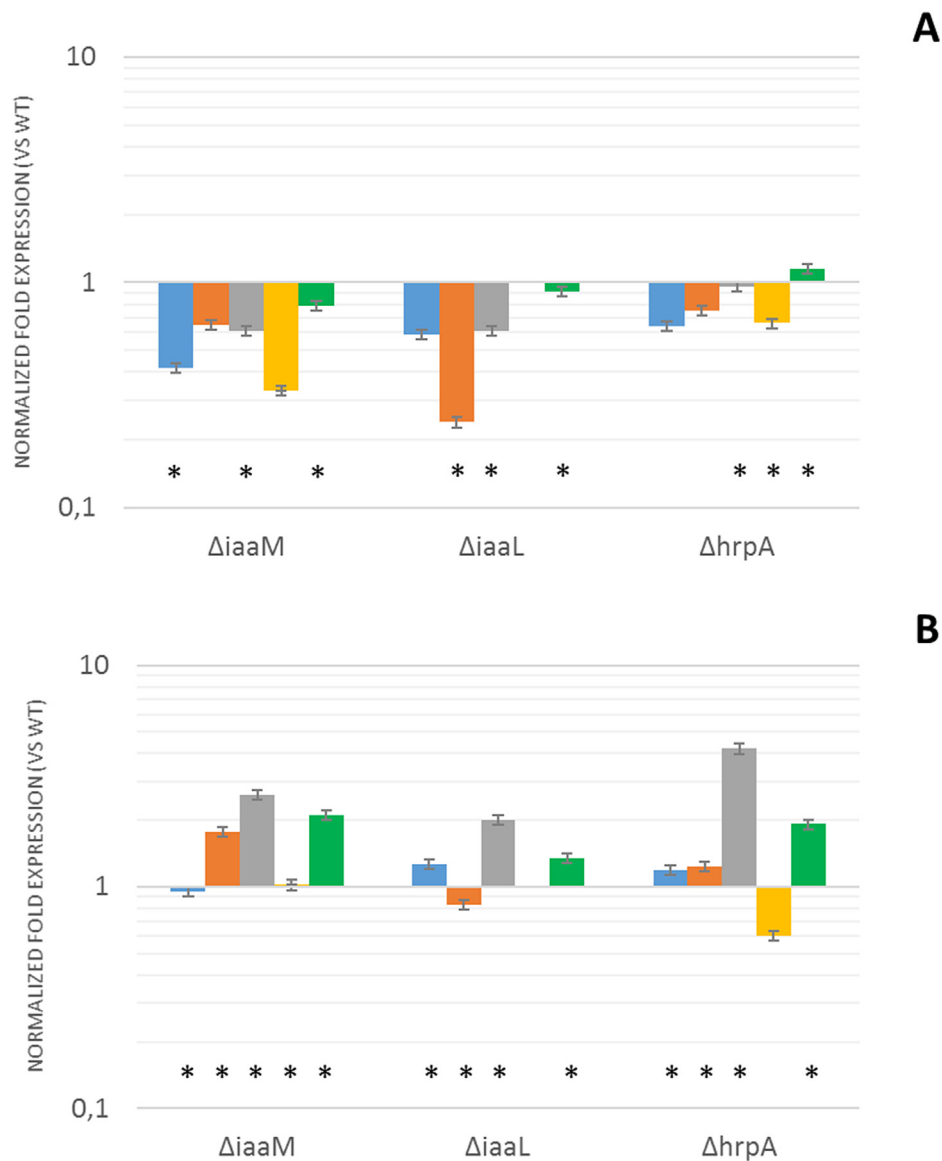 A
NORMALIZED FOLD EXPRESSION (VS WT)
10
1
0,1
* * * * * * * * *
ΔiaaM ΔiaaL ΔhrpA
B
NORMALIZED FOLD EXPRESSION (VS WT)
10
1
0,1
* * * * * * * * * * * * *
ΔiaaM ΔiaaL ΔhrpA